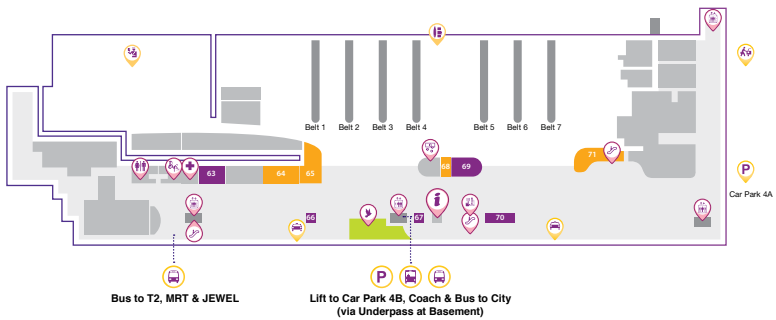 Belt 1 Belt 2 Belt 3 Belt 4 Belt 5 Belt 6 Belt 7
71
68 69
63 64 65
P
Car Park 4A
i
66 67 70
P
Bus to T2, MRT & JEWEL Lift to Car Park 4B, Coach & Bus to City
(via Underpass at Basement)